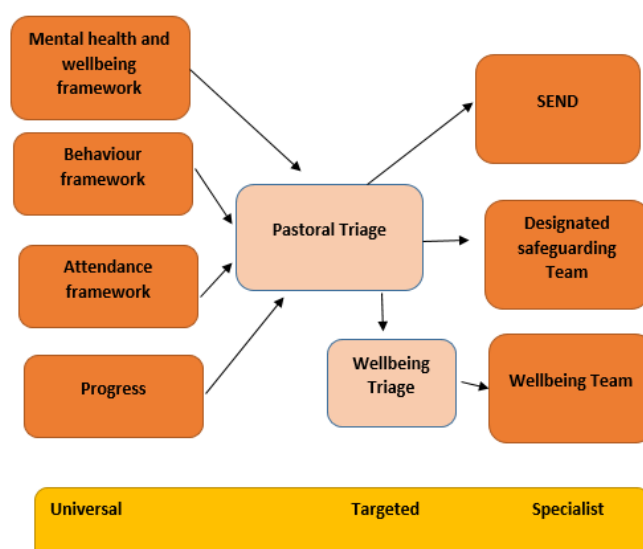 Mental health and
wellbeing
framework
SEND
Behaviour
framework
Pastoral Triage
Designated
safeguarding
Team
Attendance
framework
Wellbeing
Triage
Wellbeing Team
Progress
Universal
Targeted
Specialist